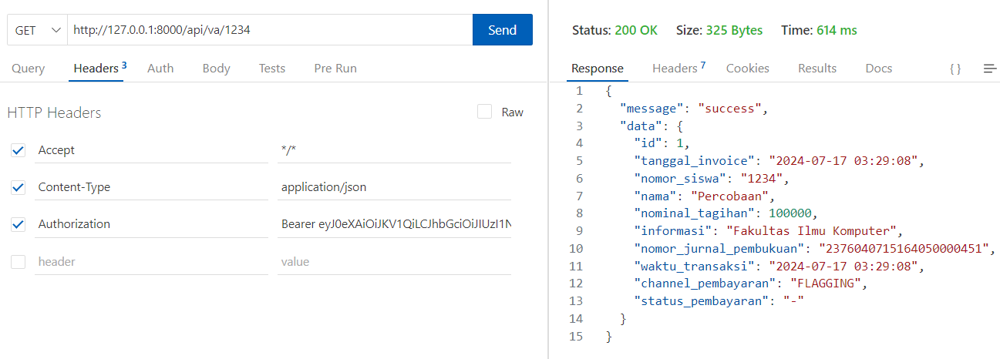 GET http://127.0.0.1:8000/api/va/1234 Send
Query Headers 3 Auth Body Tests Pre Run
HTTP Headers Raw
Accept */*
Content-Type application/json
Authorization Bearer eyJ0eXAiOiJKV1QiLCJhbGciOiJIUzI1N
header value
Status: 200 OK Size: 325 Bytes Time: 614 ms
Response Headers 7 Cookies Results Docs { }
1 {
2 "message": "success",
3 "data": {
4 "id": 1,
5 "tanggal_invoice": "2024-07-17 03:29:08",
6 "nomor_siswa": "1234",
7 "nama": "Percobaan",
8 "nominal_tagihan": 100000,
9 "informasi": "Fakultas Ilmu Komputer",
10 "nomor_jurnal_pembukuan": "2376040715164050000451",
11 "waktu_transaksi": "2024-07-17 03:29:08",
12 "channel_pembayaran": "FLAGGING",
13 "status_pembayaran": "-"
14 }
15 }